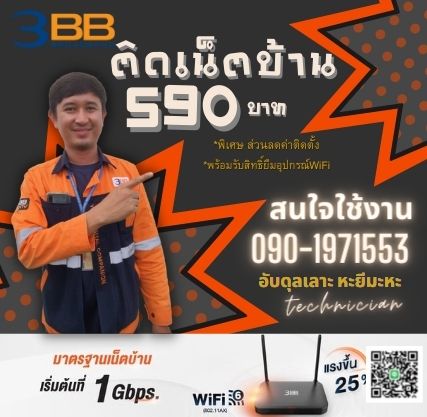 3BB
ติดเน็ตบ้าน
590 บาท
*พิเศษ ส่วนลดค่าติดตั้ง
*พร้อมรับสิทธิ์ยืมอุปกรณ์WiFi
สนใจใช้งาน
090-1971553
อับดุลเลาะ หะยีมะหะ
technician
มาตรฐานเน็ตบ้าน
เริ่มต้นที่ 1 Gbps.
WiFi 6
(802.11AX)
3BB
แรงขึ้น
25%